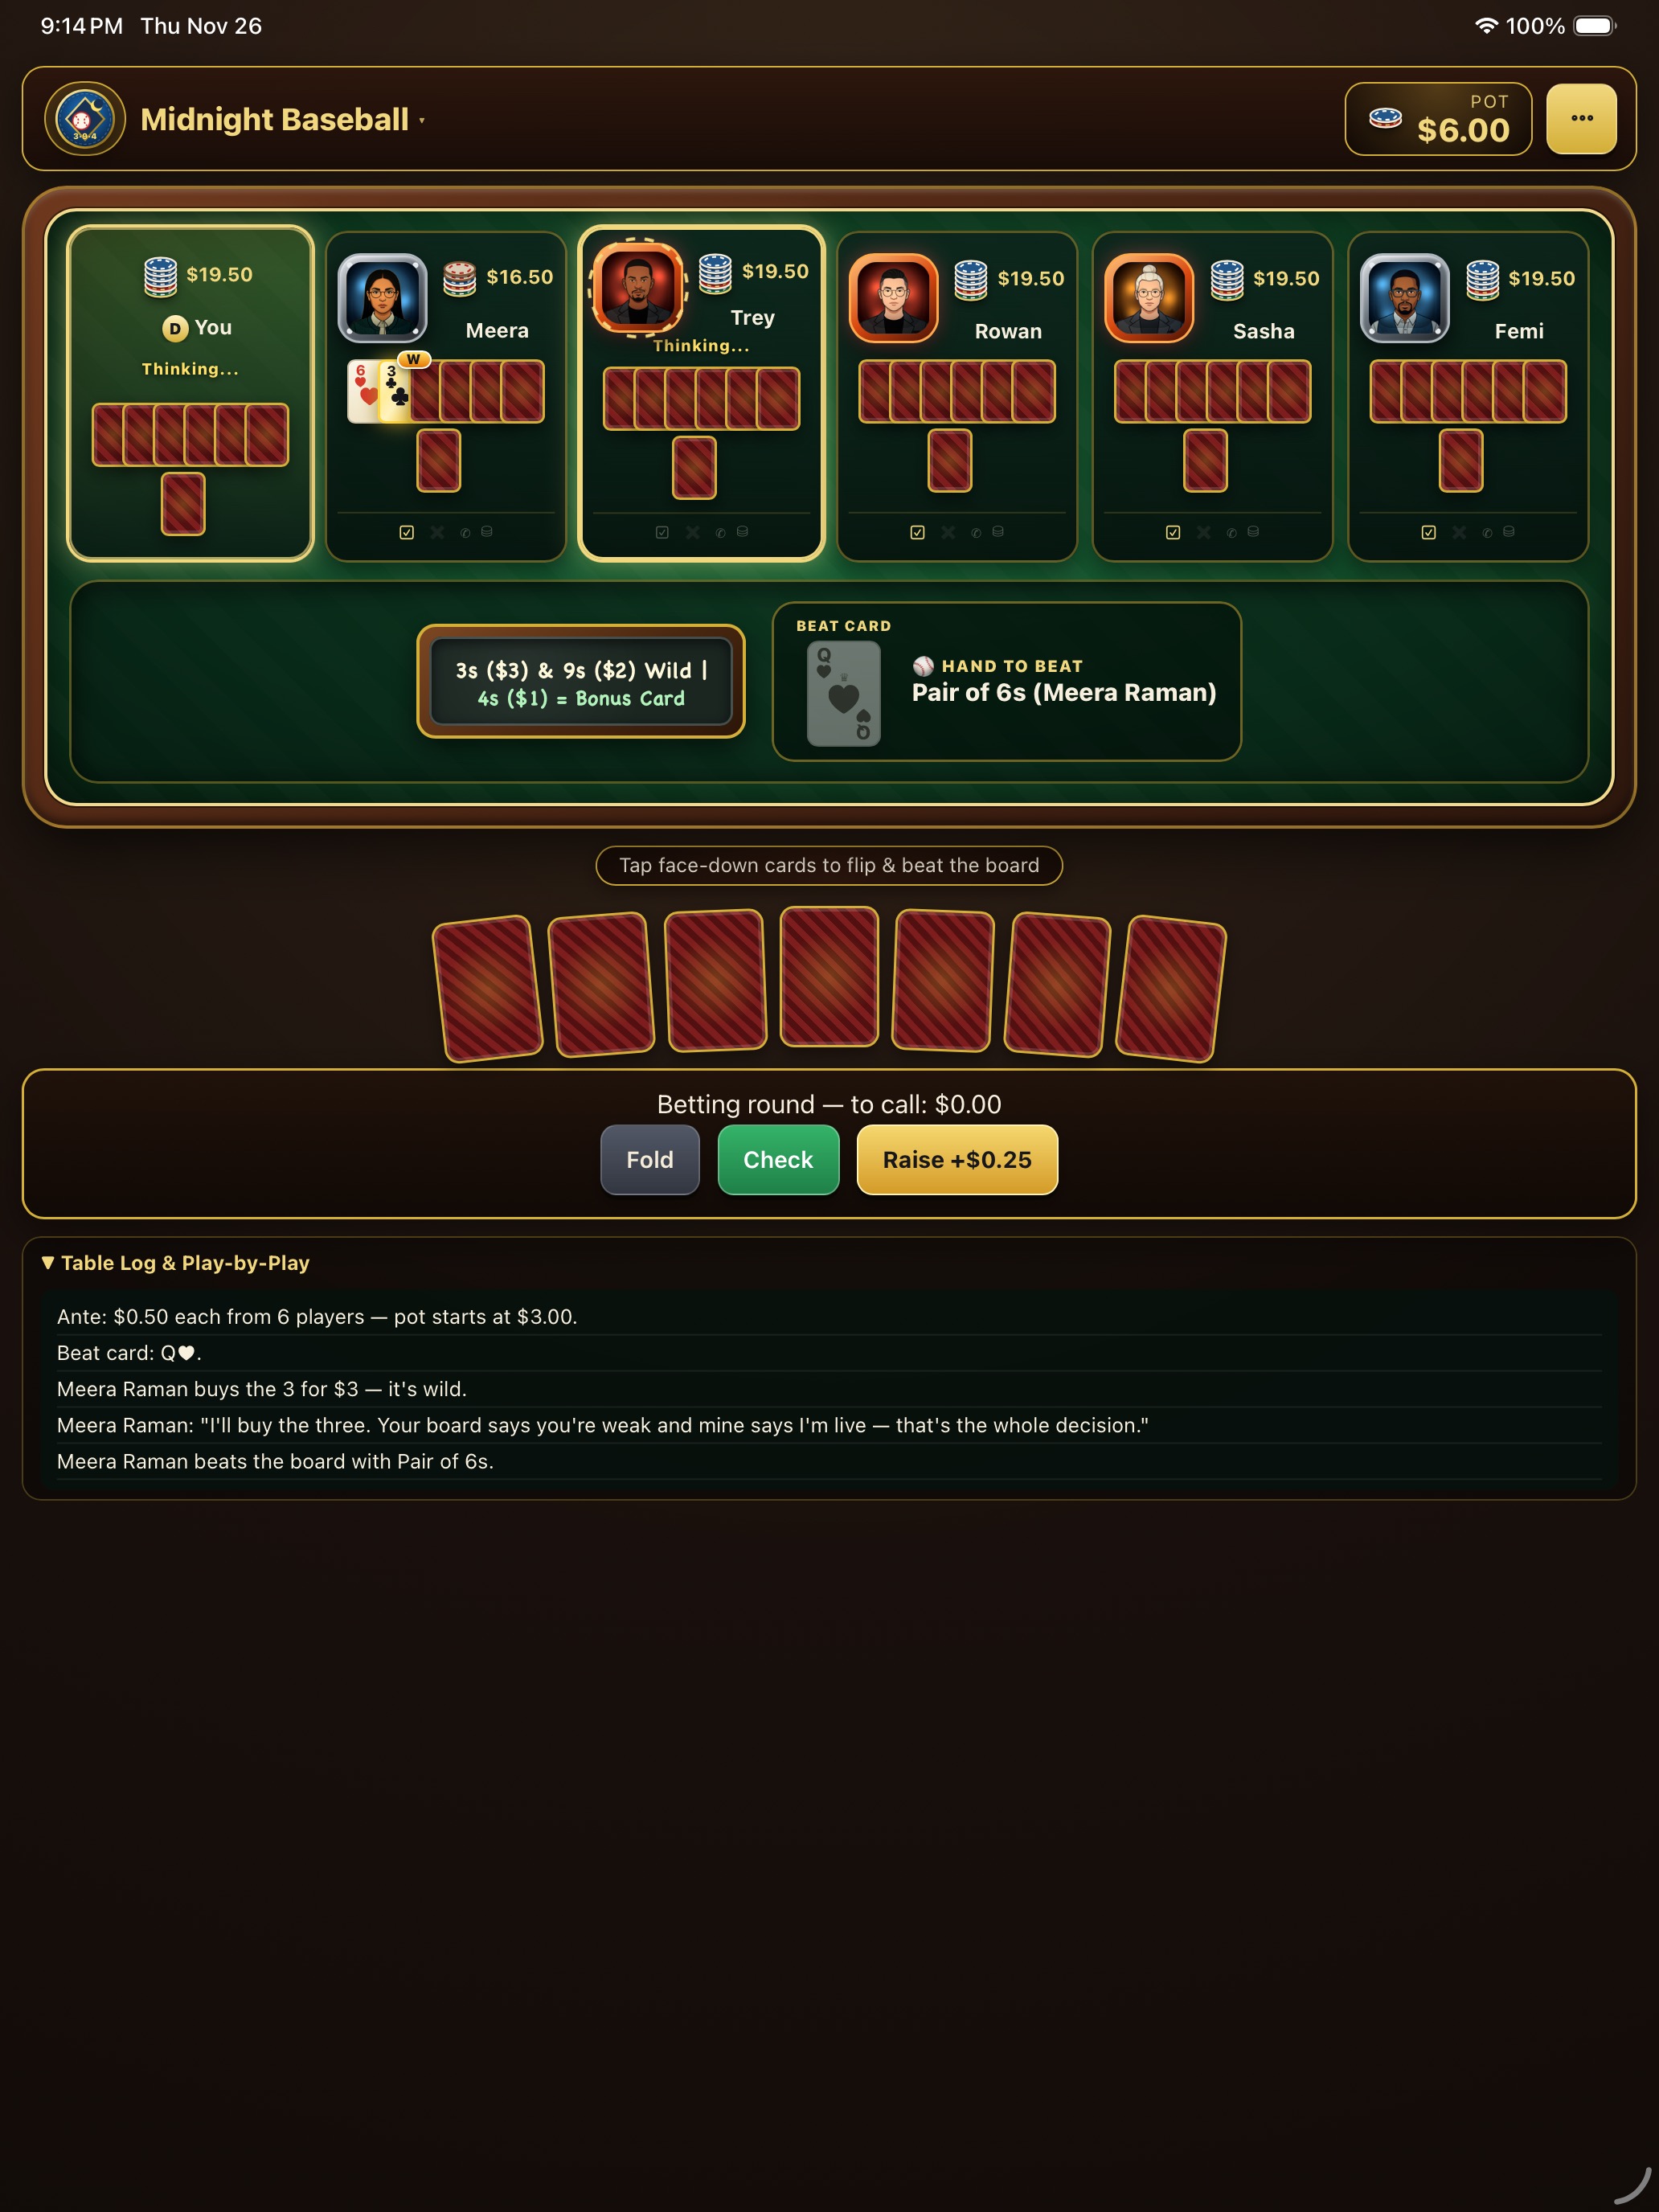 9:14 PM Thu Nov 26
100%
3·9·4
Midnight Baseball
POT
$6.00
$19.50
D You
Thinking...
$16.50
Meera
6
3
W
$19.50
Trey
Thinking...
$19.50
Rowan
$19.50
Sasha
$19.50
Femi
3s ($3) & 9s ($2) Wild |
4s ($1) = Bonus Card
BEAT CARD
Q
Q
HAND TO BEAT
Pair of 6s (Meera Raman)
Tap face-down cards to flip & beat the board
Betting round — to call: $0.00
Fold
Check
Raise +$0.25
Table Log & Play-by-Play
Ante: $0.50 each from 6 players — pot starts at $3.00.
Beat card: Q♥.
Meera Raman buys the 3 for $3 — it's wild.
Meera Raman: "I'll buy the three. Your board says you're weak and mine says I'm live — that's the whole decision."
Meera Raman beats the board with Pair of 6s.